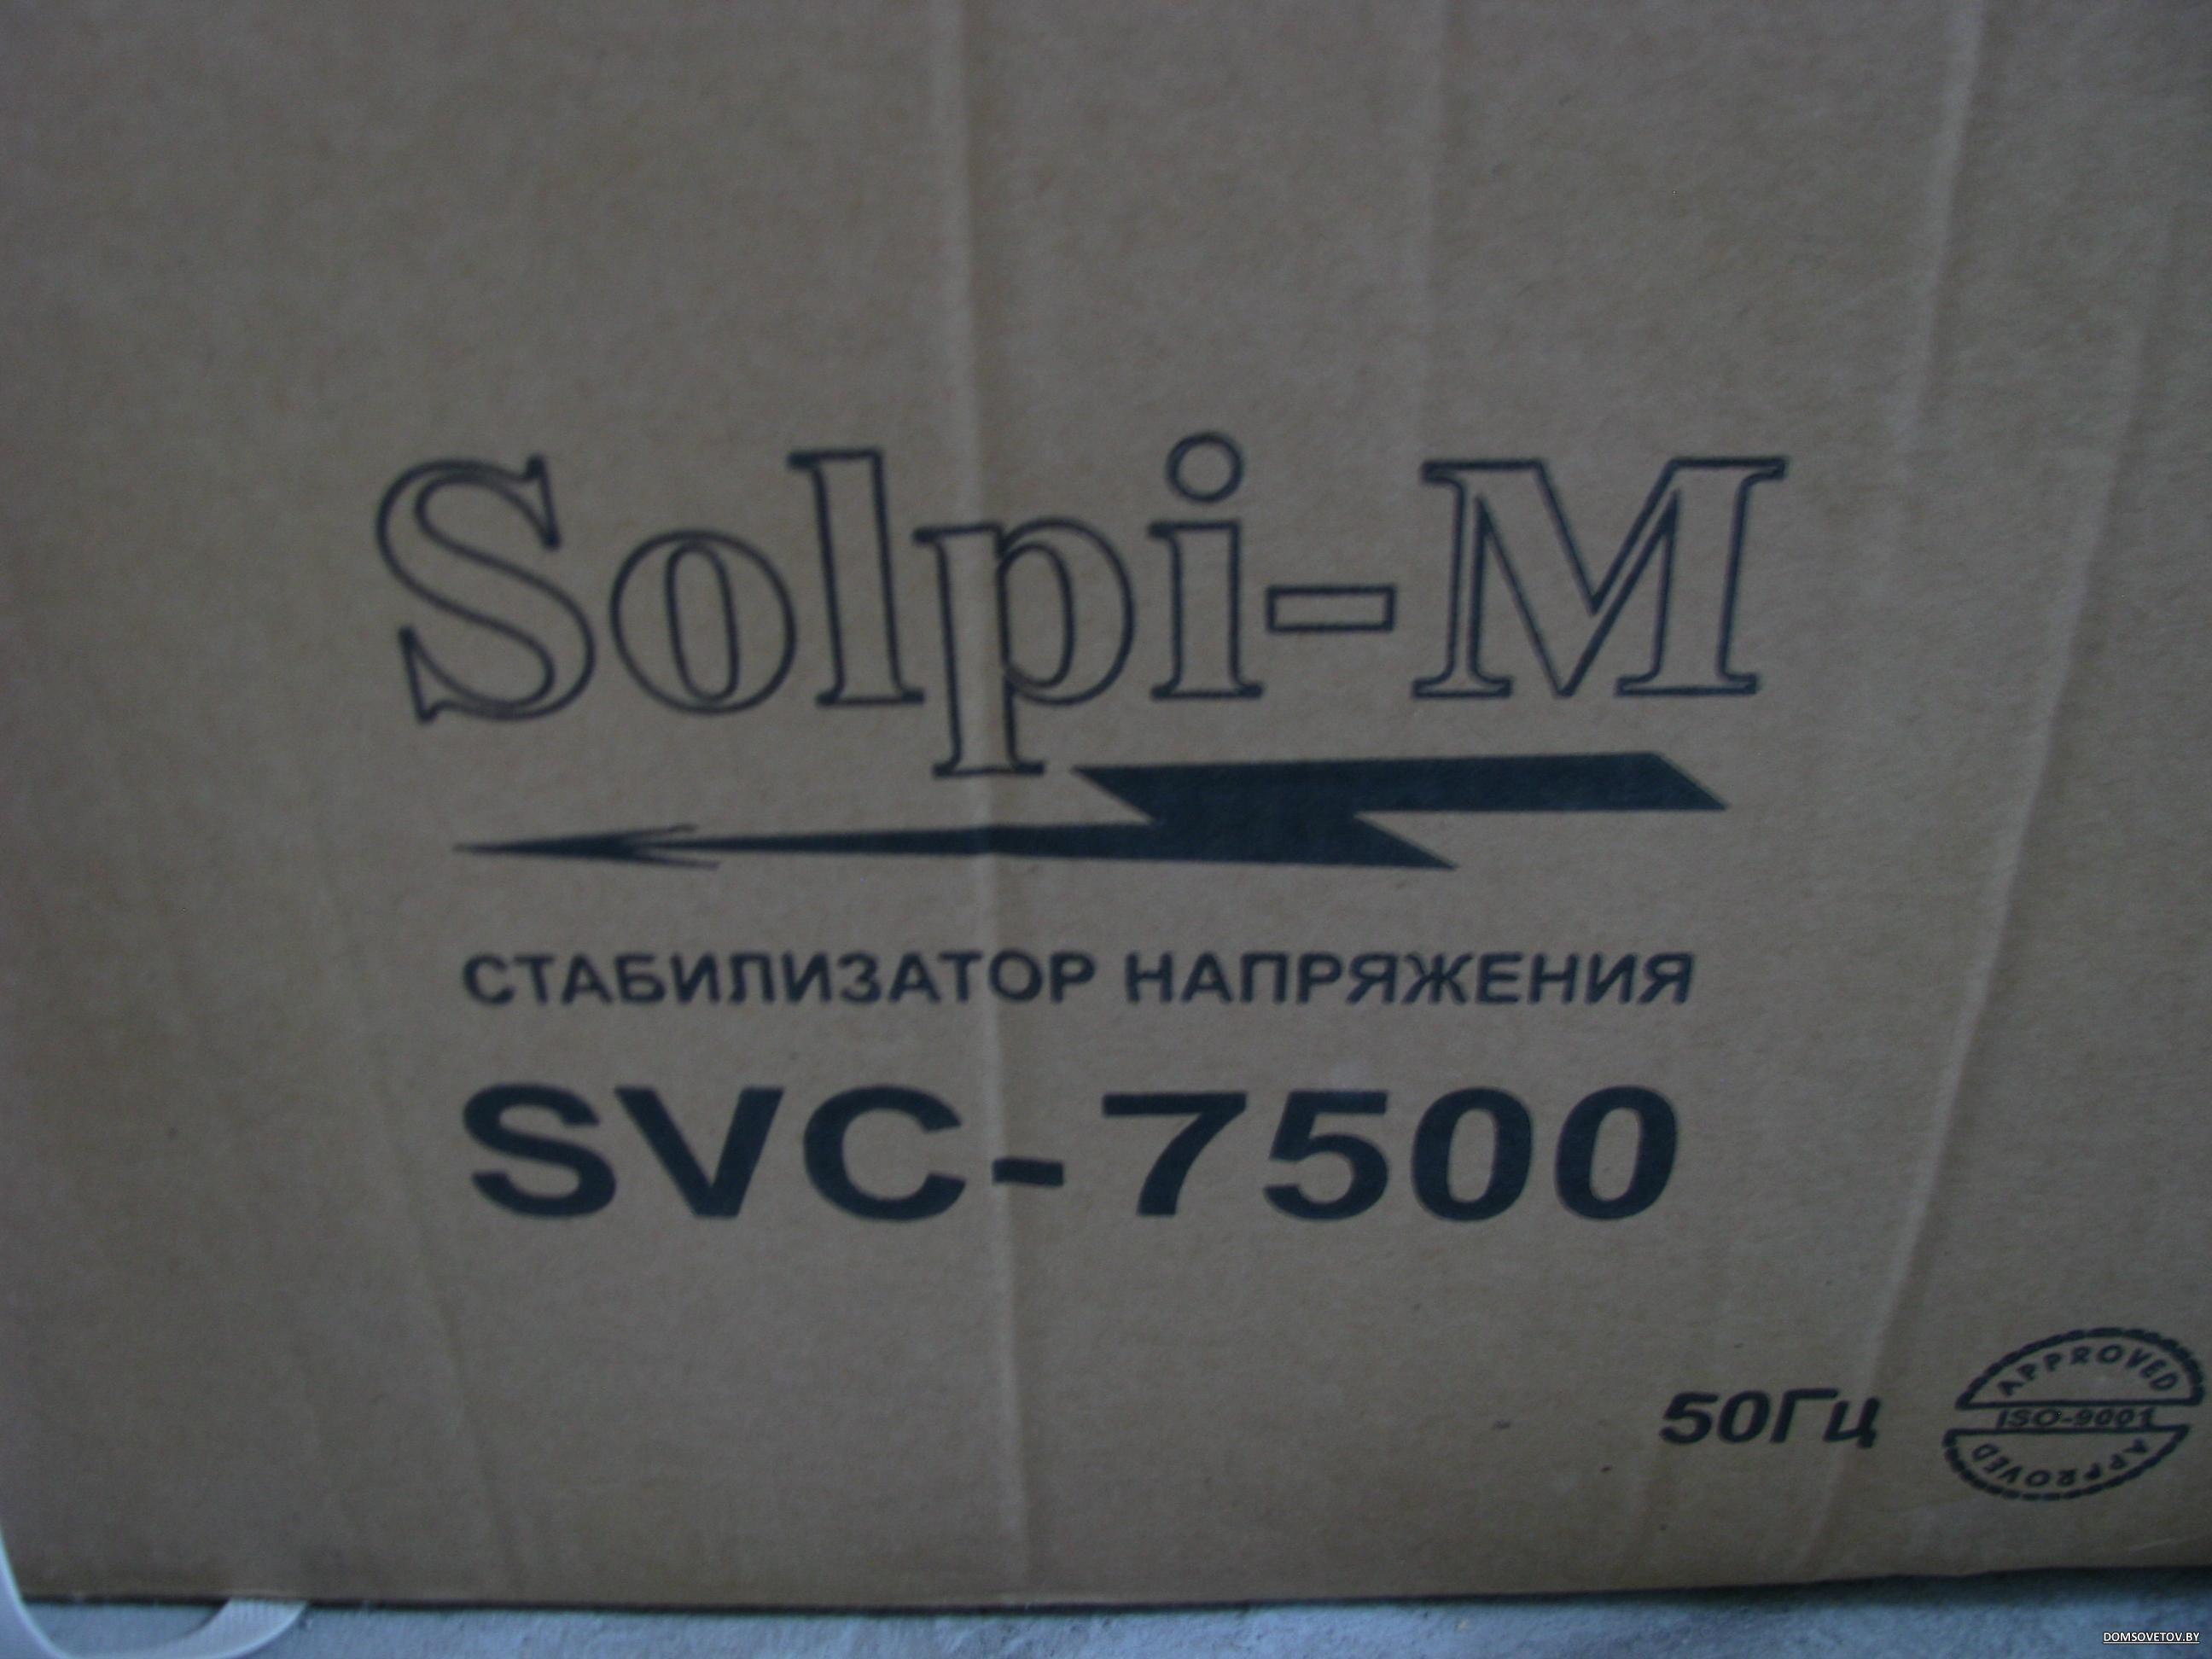 Solpi-M
СТАБИЛИЗАТОР НАПРЯЖЕНИЯ
SVC-7500
50Гц
APPROVED
ISO-9001
APPROVED
DOMSOVETOV.BY